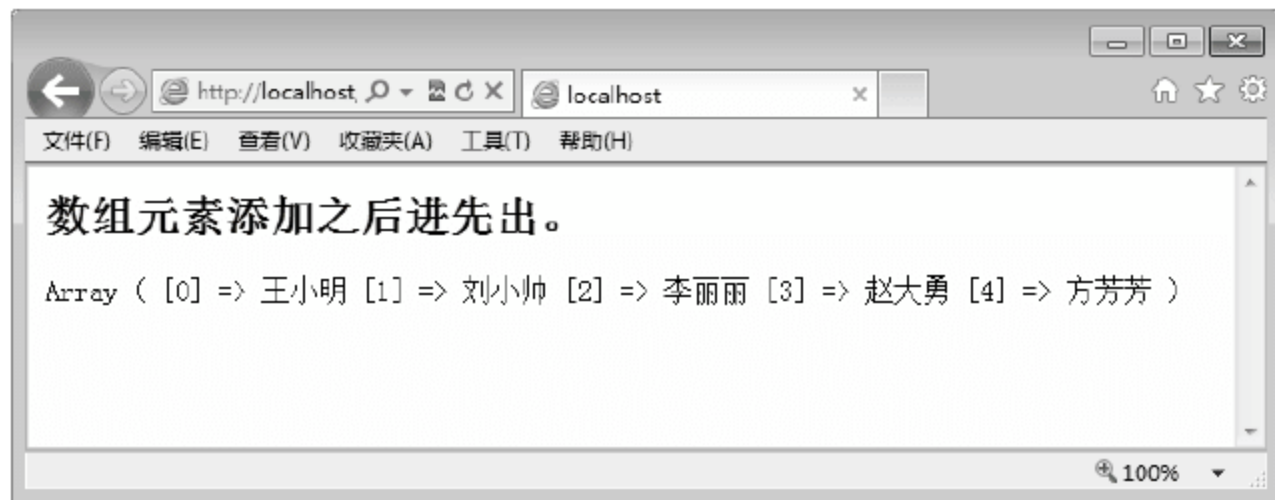 http://localhost,
localhost
文件(F) 编辑(E) 查看(V) 收藏夹(A) 工具(T) 帮助(H)
数组元素添加之后进先出。
Array ( [0] => 王小明 [1] => 刘小帅 [2] => 李丽丽 [3] => 赵大勇 [4] => 方芳芳 )
100%